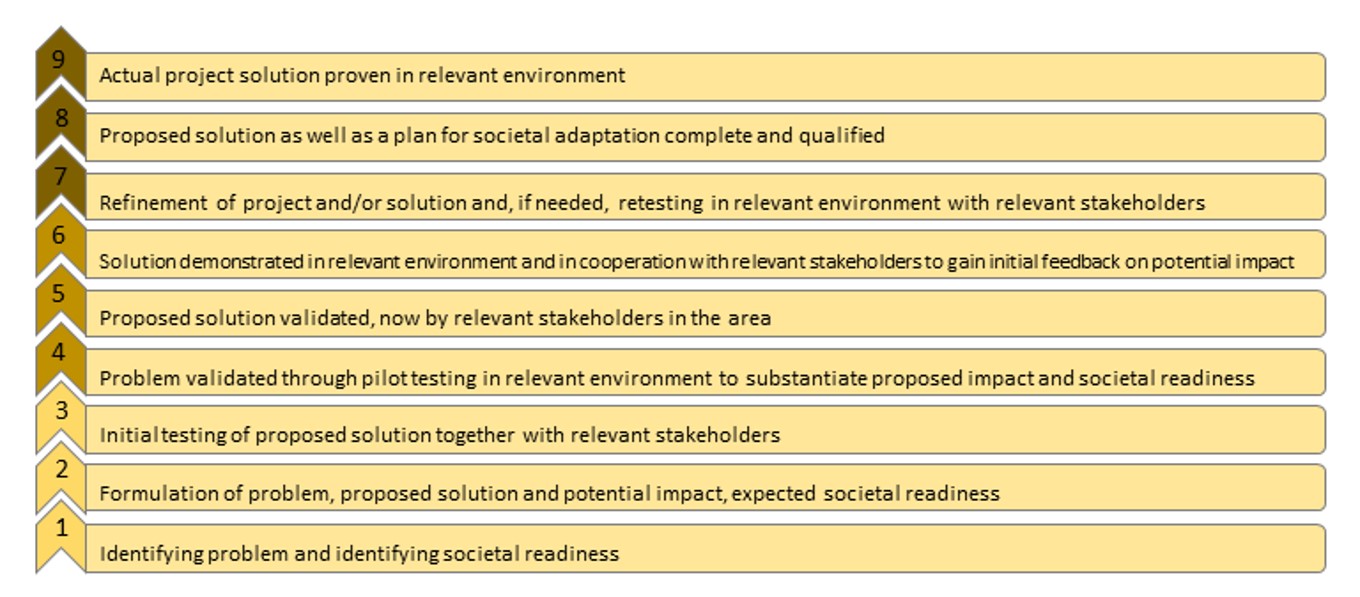 9
Actual project solution proven in relevant environment
8
Proposed solution as well as a plan for societal adaptation complete and qualified
7
Refinement of project and/or solution and, if needed, retesting in relevant environment with relevant stakeholders
6
Solution demonstrated in relevant environment and in cooperation with relevant stakeholders to gain initial feedback on potential impact
5
Proposed solution validated, now by relevant stakeholders in the area
4
Problem validated through pilot testing in relevant environment to substantiate proposed impact and societal readiness
3
Initial testing of proposed solution together with relevant stakeholders
2
Formulation of problem, proposed solution and potential impact, expected societal readiness
1
Identifying problem and identifying societal readiness